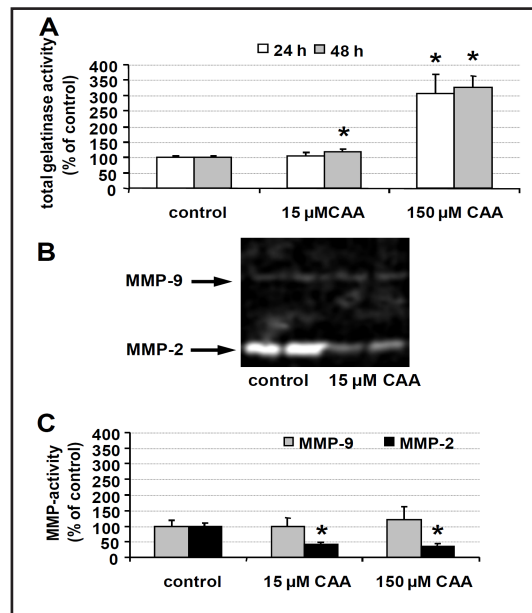 A
24 h 48 h
total gelatinase activity
(% of control)
400
350
300
250
200
150
100
50
0
* * *
control 15 µMCAA 150 µM CAA
B
MMP-9
MMP-2
control 15 µM CAA
C
MMP-9 MMP-2
MMP-activity
(% of control)
400
350
300
250
200
150
100
50
0
* *
control 15 µM CAA 150 µM CAA